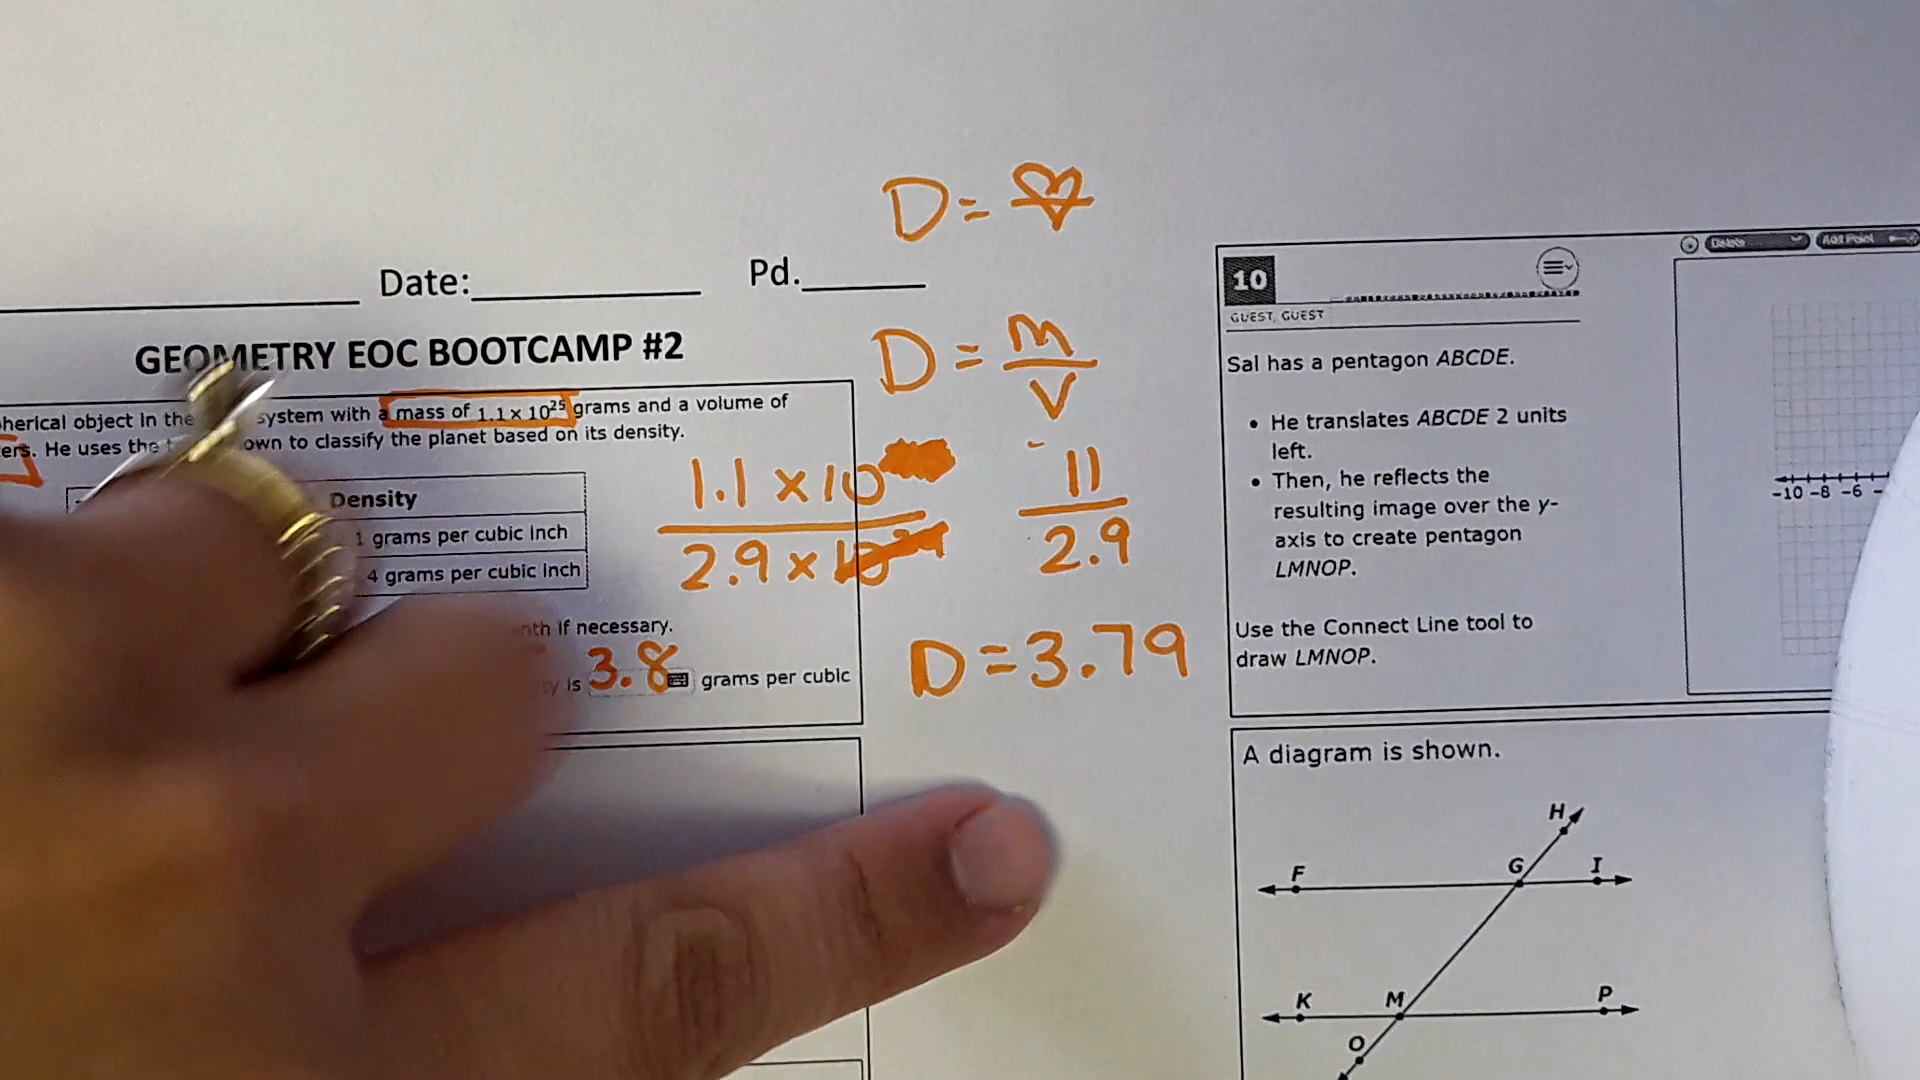 D =
Date: Pd.
GEOMETRY EOC BOOTCAMP #2
D = m
V
herical object in the system with a mass of 1.1 x 10²⁵ grams and a volume of
ers. He uses the own to classify the planet based on its density.
Density
1 grams per cubic inch
4 grams per cubic inch
1.1 x 10
2.9 x 10
11
2.9
if necessary.
is 3.8 grams per cubic
D = 3.79
10
GUEST, GUEST
Delete
Add Point
Sal has a pentagon ABCDE.
• He translates ABCDE 2 units
left.
• Then, he reflects the
resulting image over the y-
axis to create pentagon
LMNOP.
Use the Connect Line tool to
draw LMNOP.
-10 -8 -6
A diagram is shown.
H
F G I
K M P
O